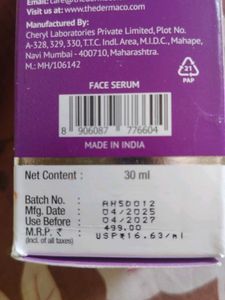 Email: care@thederma
Visit us at: www.thedermaco.com
Manufactured By:
Cheryl Laboratories Private Limited, Plot No.
A-328, 329, 330, T.T.C. Indl. Area, M.I.D.C., Mahape,
Navi Mumbai - 400710, Maharashtra.
M.: MH/106142
21
PAP
FACE SERUM
8 906087 776604
MADE IN INDIA
Net Content : 30 ml
Batch No. : AH50012
Mfg. Date : 04/2025
Use Before : 04/2027
M.R.P. ₹ : 499.00
(Incl. of all taxes) USP₹16.63/ml